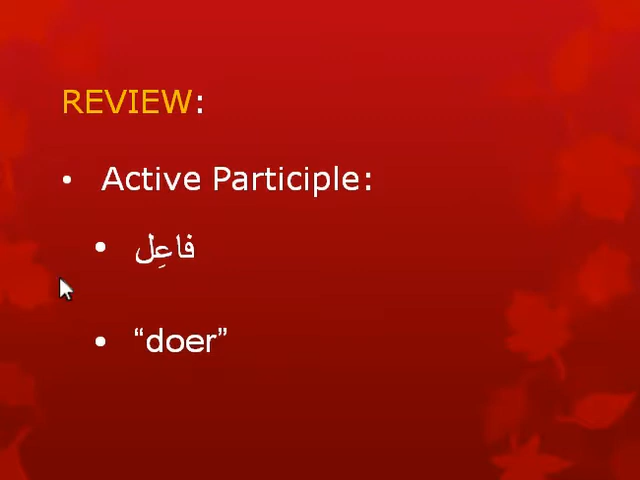 REVIEW:
• Active Participle:
• فاعِل
• “doer”